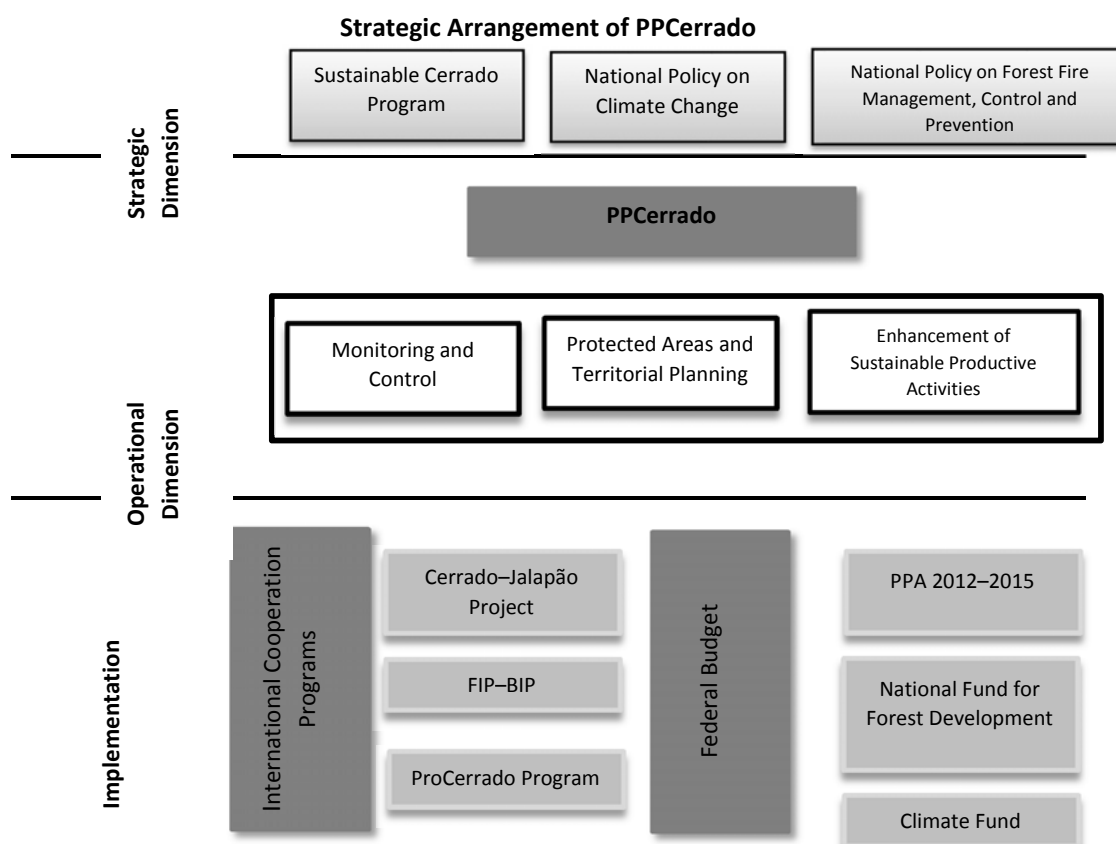 Strategic Arrangement of PPCerrado
Strategic
Dimension
Sustainable Cerrado
Program
National Policy on
Climate Change
National Policy on Forest Fire
Management, Control and
Prevention
PPCerrado
Operational
Dimension
Monitoring and
Control
Protected Areas and
Territorial Planning
Enhancement of
Sustainable Productive
Activities
Implementation
International Cooperation
Programs
Cerrado–Jalapão
Project
FIP–BIP
ProCerrado Program
Federal Budget
PPA 2012–2015
National Fund for
Forest Development
Climate Fund